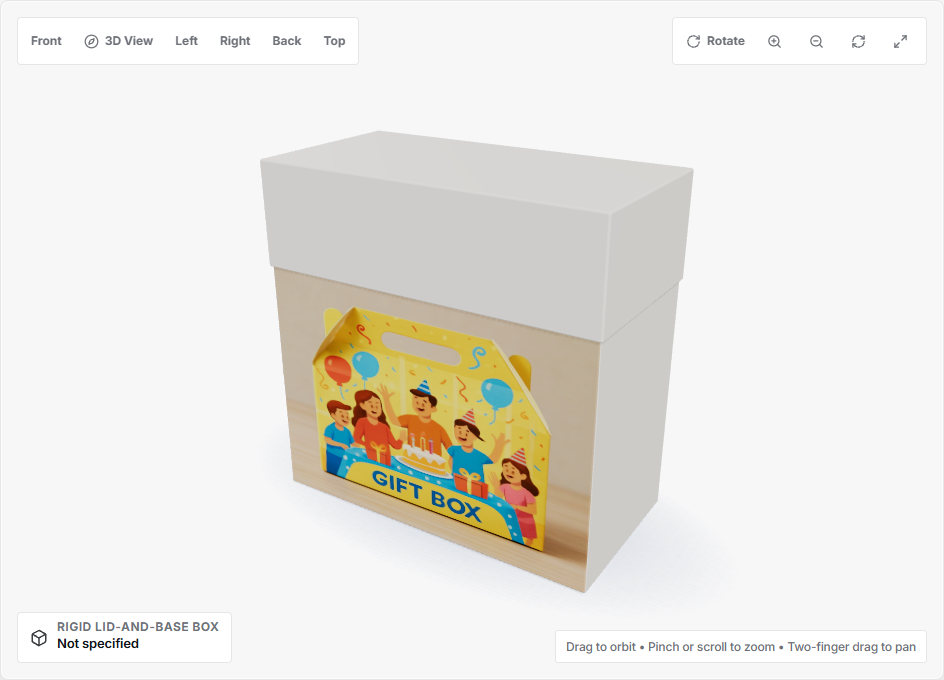 Front 3D View Left Right Back Top
Rotate
GIFT BOX
RIGID LID-AND-BASE BOX
Not specified
Drag to orbit • Pinch or scroll to zoom • Two-finger drag to pan